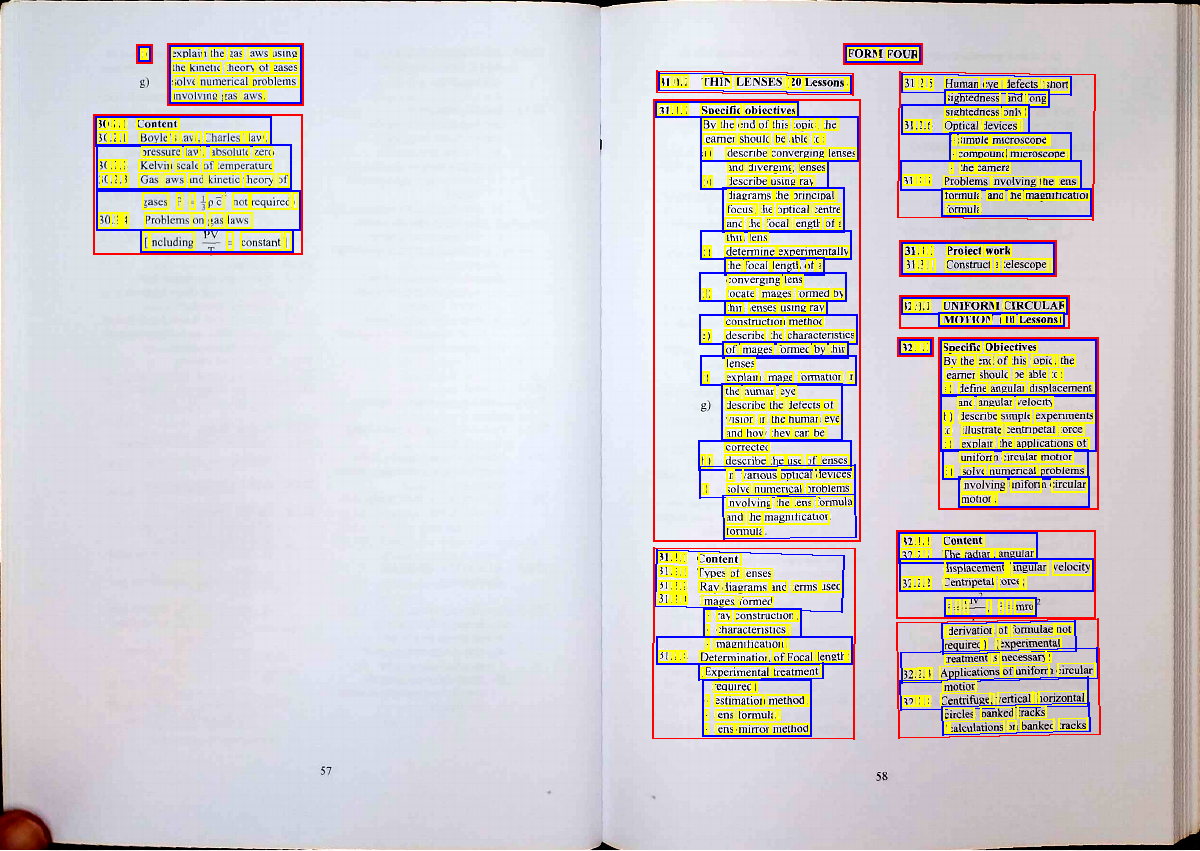 explain the gas laws using
the kinetic theory of gases
g) solve numerical problems
involving gas laws.
30.2.0 Content
30.2.1 Boyle's law, Charles' law,
pressure law, absolute zero
30.2.2 Kelvin scale of temperature
30.2.3 Gas laws and kinetic theory of
gases
not required
30.2.4 Problems on gas laws
[including PV/T = constant]
57
FORM FOUR
31.0.0 THIN LENSES (20 Lessons)
31.1.0 Specific objectives
By the end of this topic, the
learner should be able to:
a) describe converging lenses
and diverging lenses
b) describe using ray
diagrams the principal
focus, the optical centre
and the focal length of a
thin lens
c) determine experimentally
the focal length of a
converging lens
d) locate images formed by
thin lenses using ray
construction method
e) describe the characteristics
of images formed by thin
lenses
f) explain image formation in
the human eye
g) describe the defects of
vision in the human eye
and how they can be
corrected
h) describe the use of lenses
in various optical devices
i) solve numerical problems
involving the lens formula
and the magnification
formula.
31.2.0 Content
31.2.1 Types of lenses
31.2.2 Ray diagrams and terms used
31.2.3 Images formed
- ray construction
- characteristics
- magnification
31.2.4 Determination of Focal length
Experimental treatment
required
- estimation method
- lens formula
- lens-mirror method
31.2.5 Human eye defects (short
sightedness and long
sightedness only)
31.2.6 Optical devices
- simple microscope
- compound microscope
- the camera
31.2.7 Problems involving the lens
formula and the magnification
formula
31.3.0 Project work
31.3.1 Construct a telescope
32.0.0 UNIFORM CIRCULAR
MOTION (10 Lessons)
32.1.0 Specific Objectives
By the end of this topic, the
learner should be able to:
a) define angular displacement
and angular velocity
b) describe simple experiments
to illustrate centripetal force
c) explain the applications of
uniform circular motion
d) solve numerical problems
involving uniform circular
motion.
32.2.0 Content
32.2.1 The radian, angular
displacement, angular velocity
32.2.2 Centripetal force;
derivation of formulae not
required (experimental
treatment is necessary)
32.2.3 Applications of uniform circular
motion
Centrifuge, vertical, horizontal
circles banked tracks
calculations on banked tracks
58